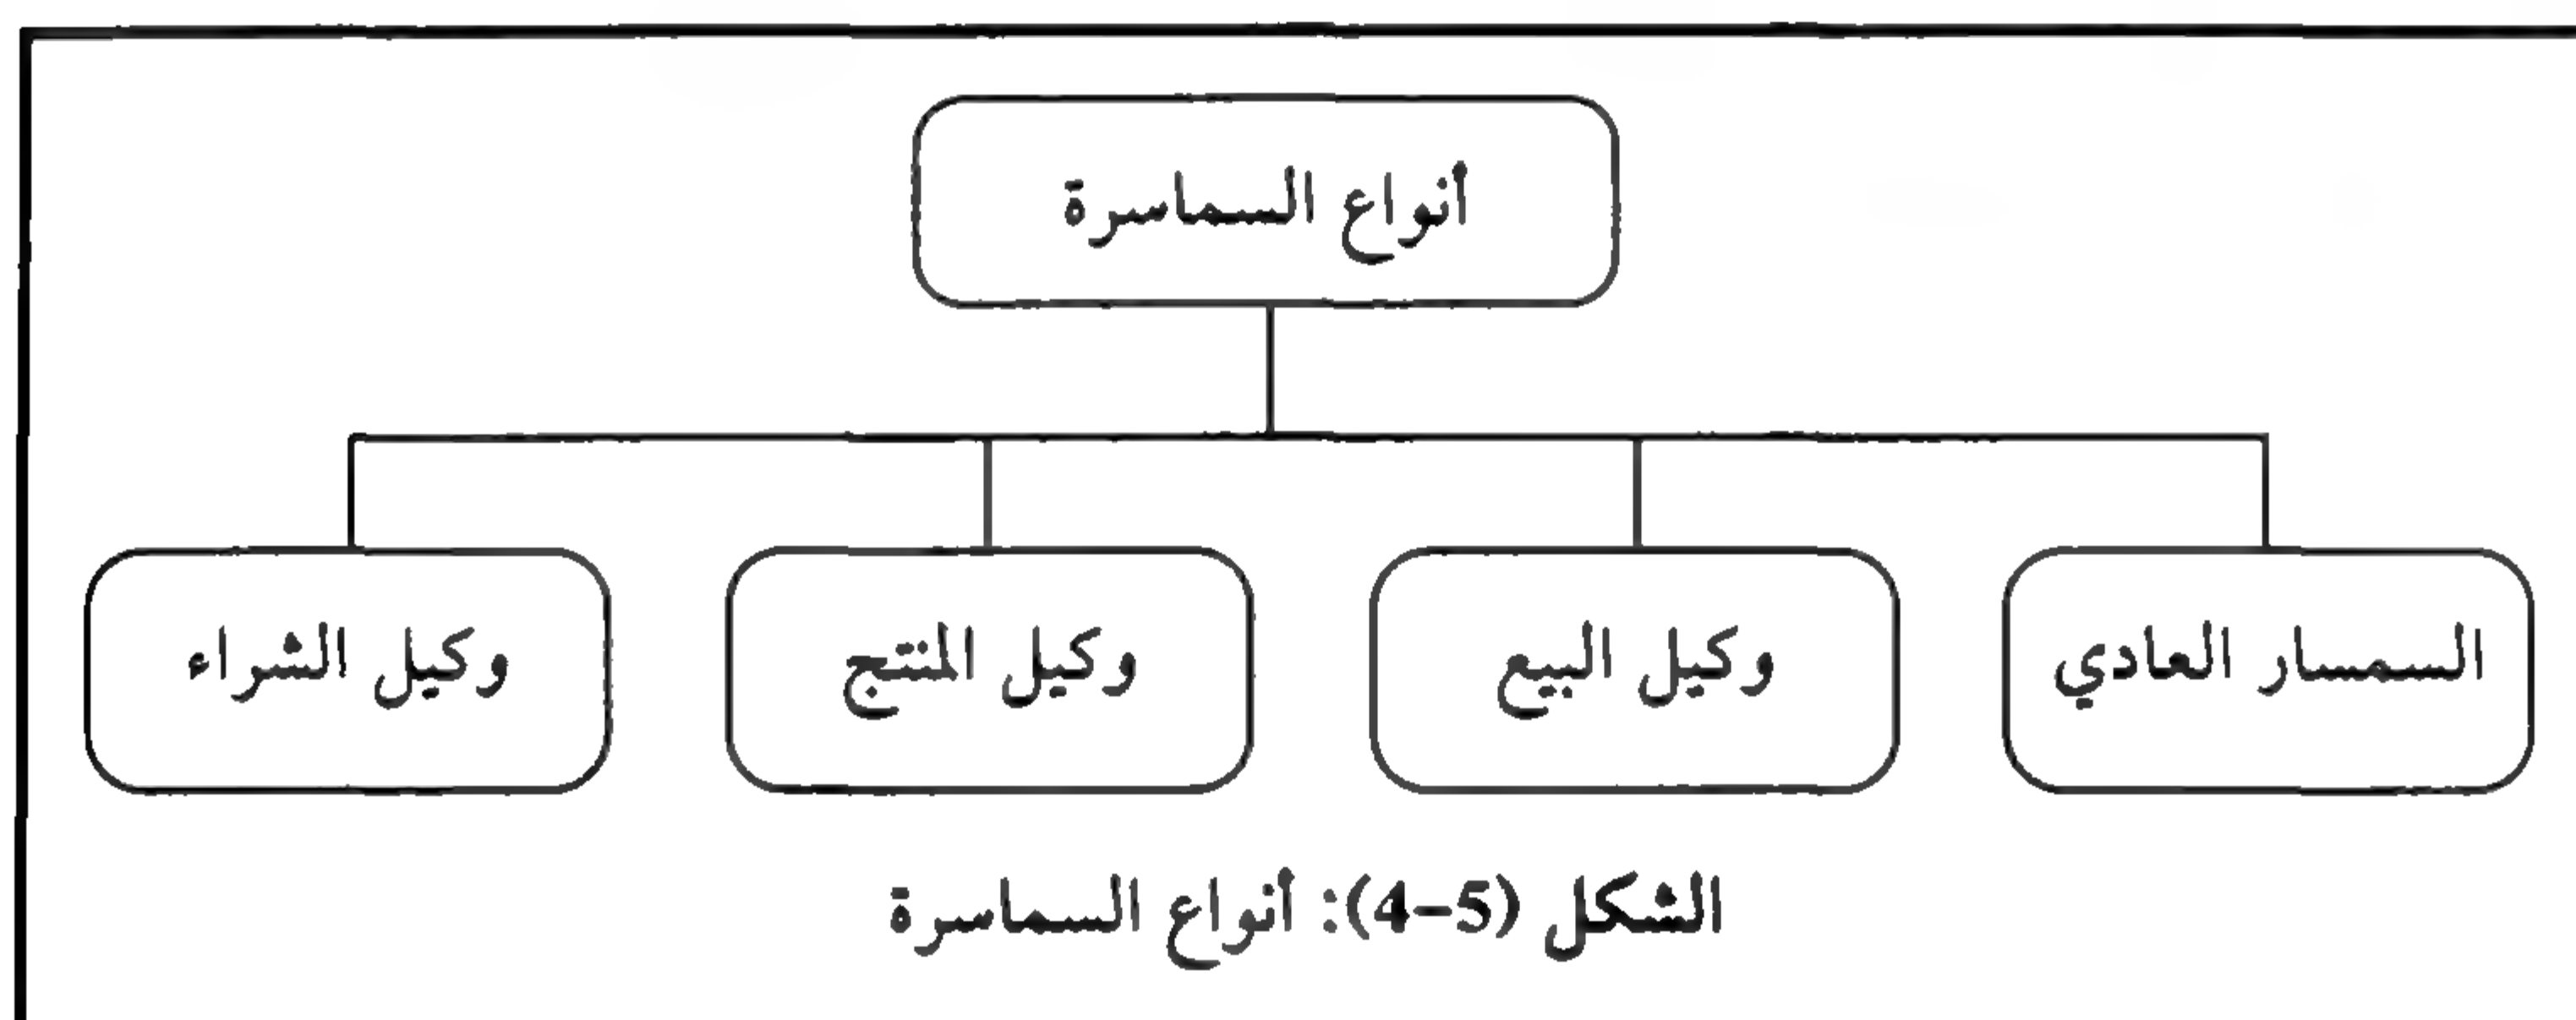 أنواع السماسرة
السمسار العادي
وكيل البيع
وكيل المنتج
وكيل الشراء
الشكل (5-4): أنواع السماسرة